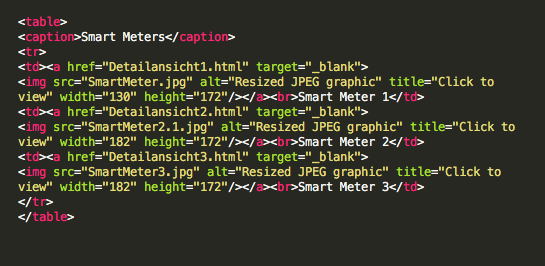 <table>
<caption>Smart Meters</caption>
<tr>
<td><a href="Detailansicht1.html" target="_blank">
<img src="SmartMeter.jpg" alt="Resized JPEG graphic" title="Click to
view" width="130" height="172"/></a><br>Smart Meter 1</td>
<td><a href="Detailansicht2.html" target="_blank">
<img src="SmartMeter2.1.jpg" alt="Resized JPEG graphic" title="Click to
view" width="182" height="172"/></a><br>Smart Meter 2</td>
<td><a href="Detailansicht3.html" target="_blank">
<img src="SmartMeter3.jpg" alt="Resized JPEG graphic" title="Click to
view" width="182" height="172"/></a><br>Smart Meter 3</td>
</tr>
</table>